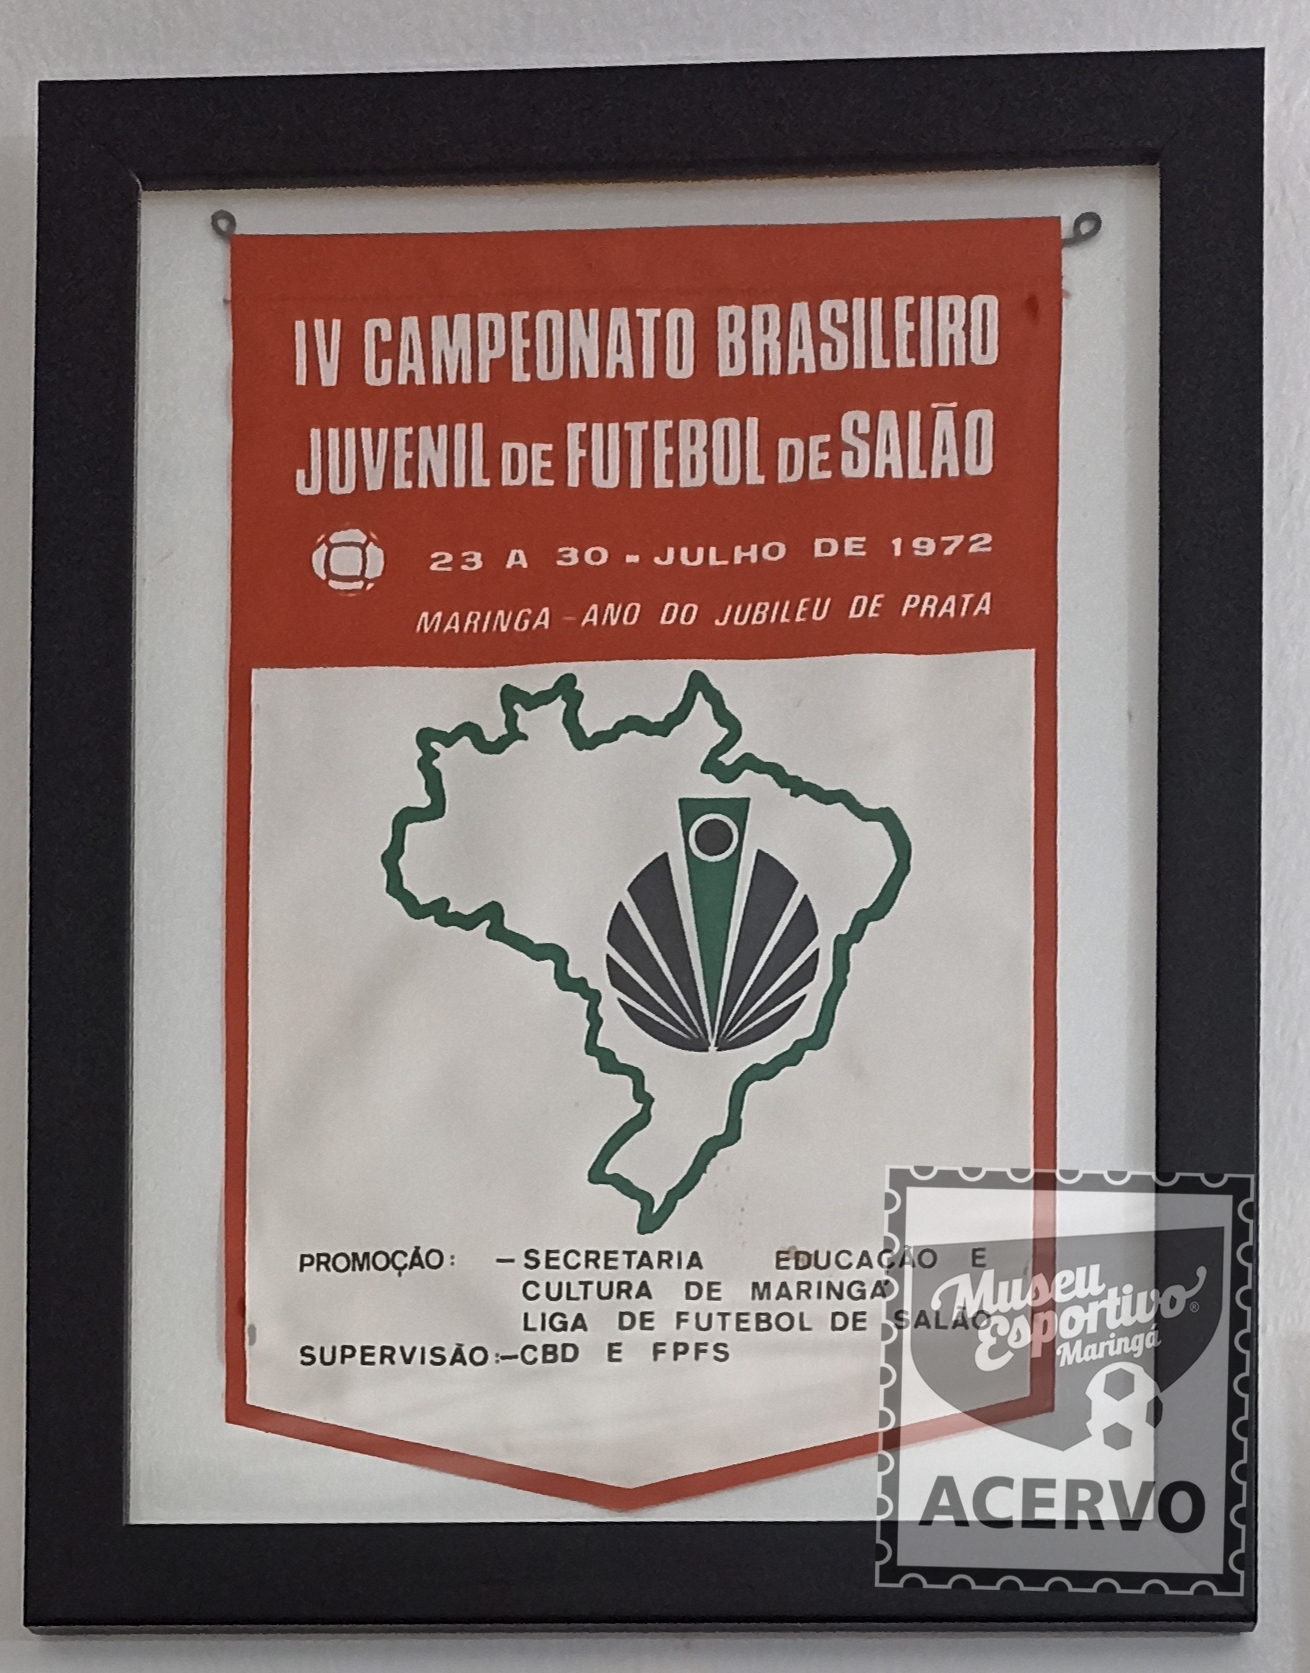 IV CAMPEONATO BRASILEIRO
JUVENIL DE FUTEBOL DE SALÃO
23 A 30 - JULHO DE 1972
MARINGA - ANO DO JUBILEU DE PRATA
PROMOÇÃO: - SECRETARIA EDUCAÇÃO E
CULTURA DE MARINGÁ
LIGA DE FUTEBOL DE SALÃO
SUPERVISÃO:-CBD E FPFS
Museu
Esportivo®
Maringá
ACERVO